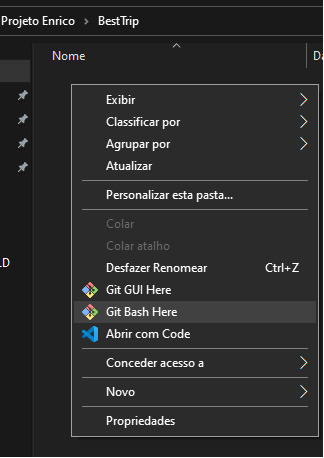 Projeto Enrico > BestTrip
Nome
Da
Exibir
Classificar por
Agrupar por
Atualizar
Personalizar esta pasta...
Colar
Colar atalho
Desfazer Renomear Ctrl+Z
Git GUI Here
LD
Git Bash Here
Abrir com Code
Conceder acesso a
Novo
Propriedades